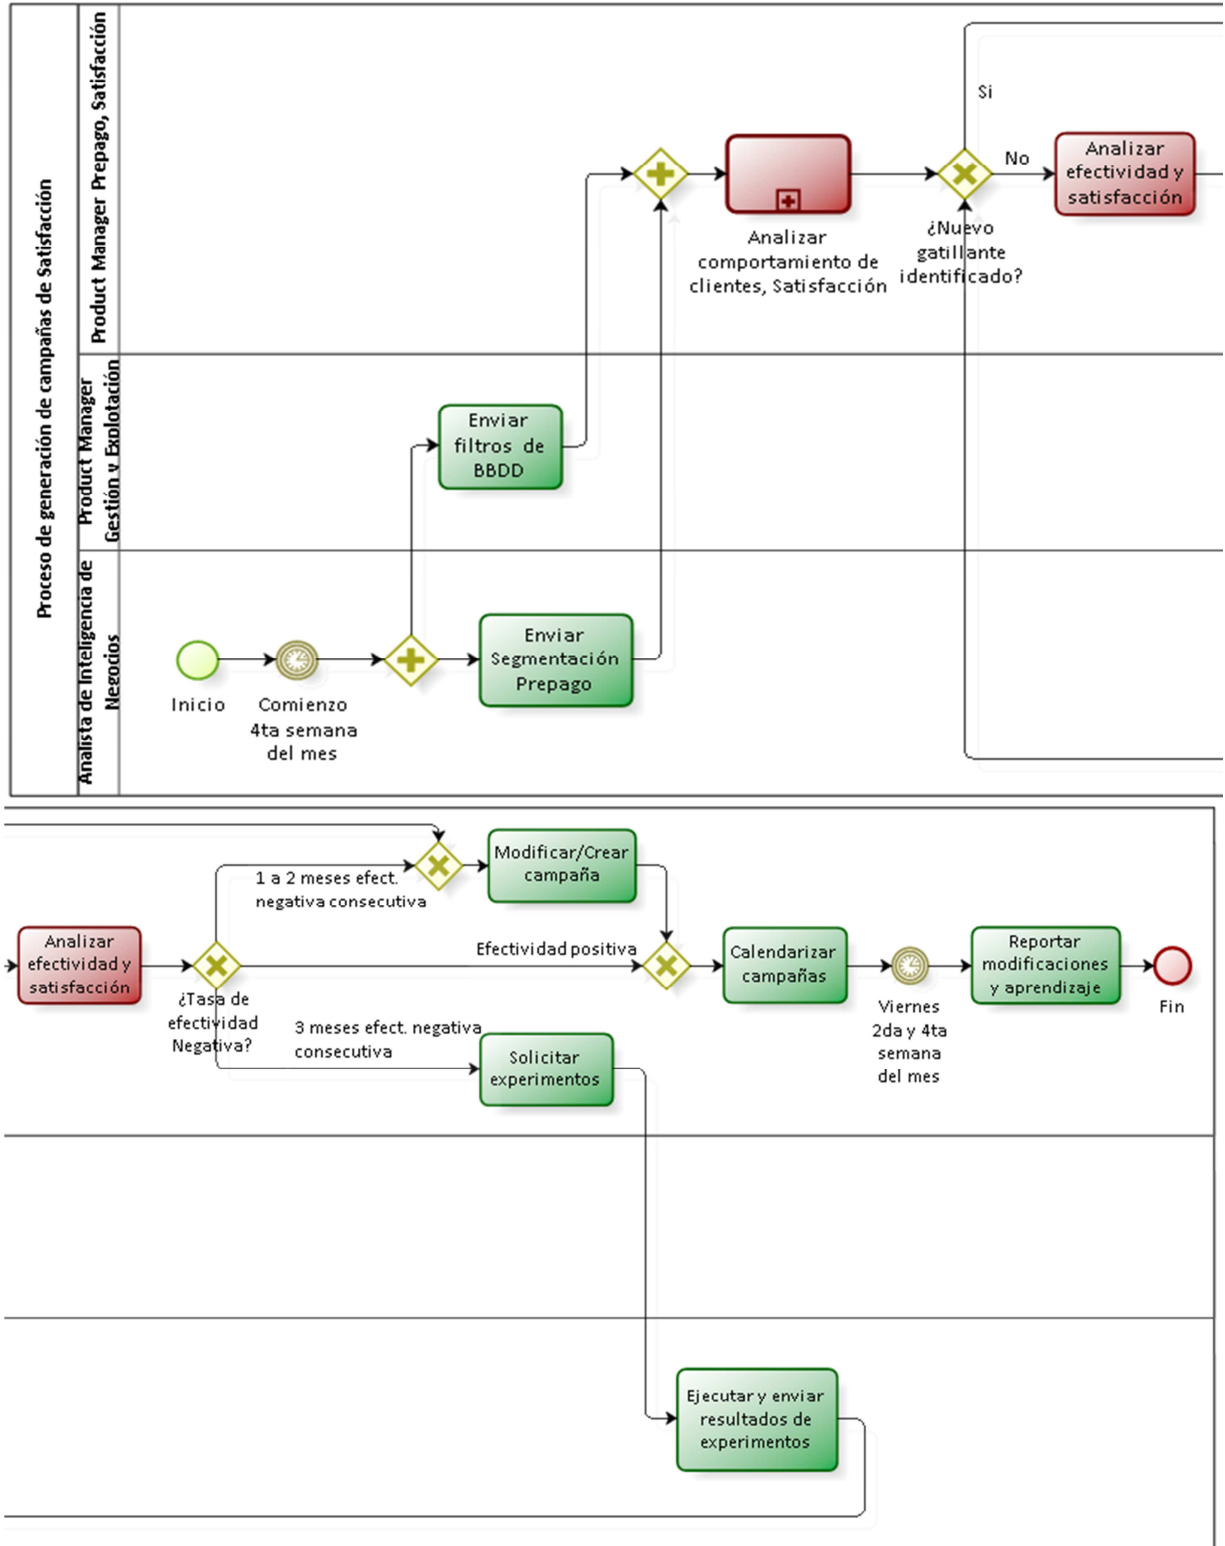 Proceso de generación de campañas de Satisfacción
Product Manager Prepago, Satisfacción
Si
No
Analizar
efectividad y
satisfacción
¿Nuevo
gatillante
identificado?
Analizar
comportamiento de
clientes, Satisfacción
Product Manager
Gestión y Explotación
Enviar
filtros de
BBDD
Analista de Inteligencia de
Negocios
Enviar
Segmentación
Prepago
Inicio
Comienzo
4ta semana
del mes
Modificar/Crear
campaña
1 a 2 meses efect.
negativa consecutiva
Analizar
efectividad y
satisfacción
Efectividad positiva
Calendarizar
campañas
Reportar
modificaciones
y aprendizaje
¿Tasa de
efectividad
Negativa?
Viernes
2da y 4ta
semana
del mes
Fin
3 meses efect. negativa
consecutiva
Solicitar
experimentos
Ejecutar y enviar
resultados de
experimentos